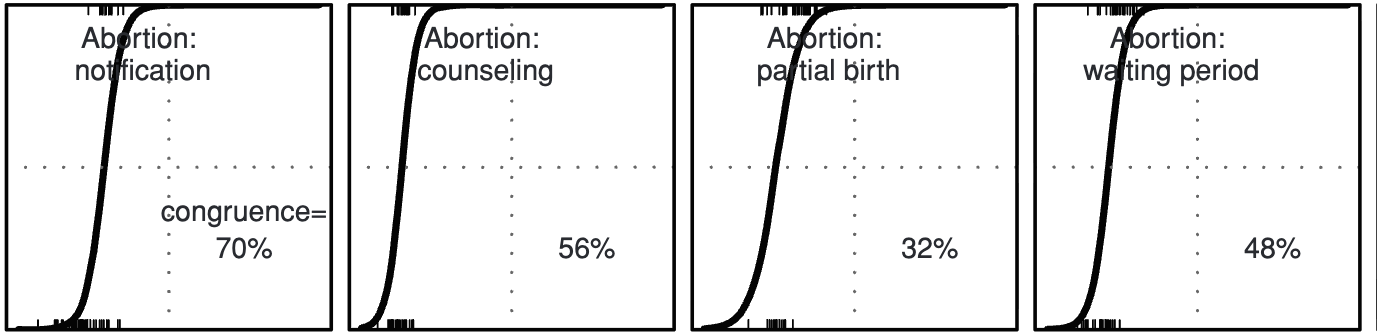 Abortion:
notification
congruence=
70%
Abortion:
counseling
56%
Abortion:
partial birth
32%
Abortion:
waiting period
48%